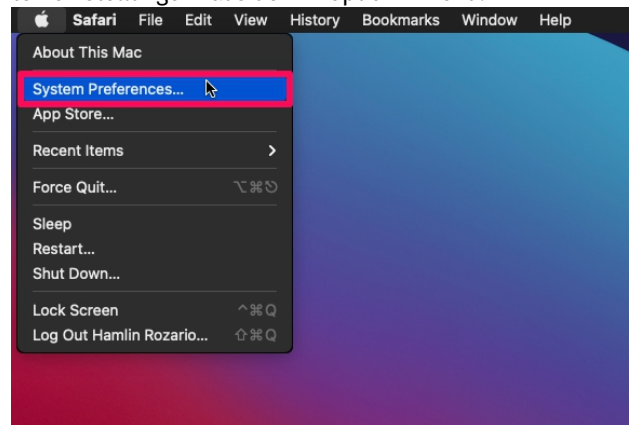 Safari File Edit View History Bookmarks Window Help
About This Mac
System Preferences...
App Store...
Recent Items >
Force Quit... ⌥⌘⎋
Sleep
Restart...
Shut Down...
Lock Screen ^⌘Q
Log Out Hamlin Rozario... ⇧⌘Q